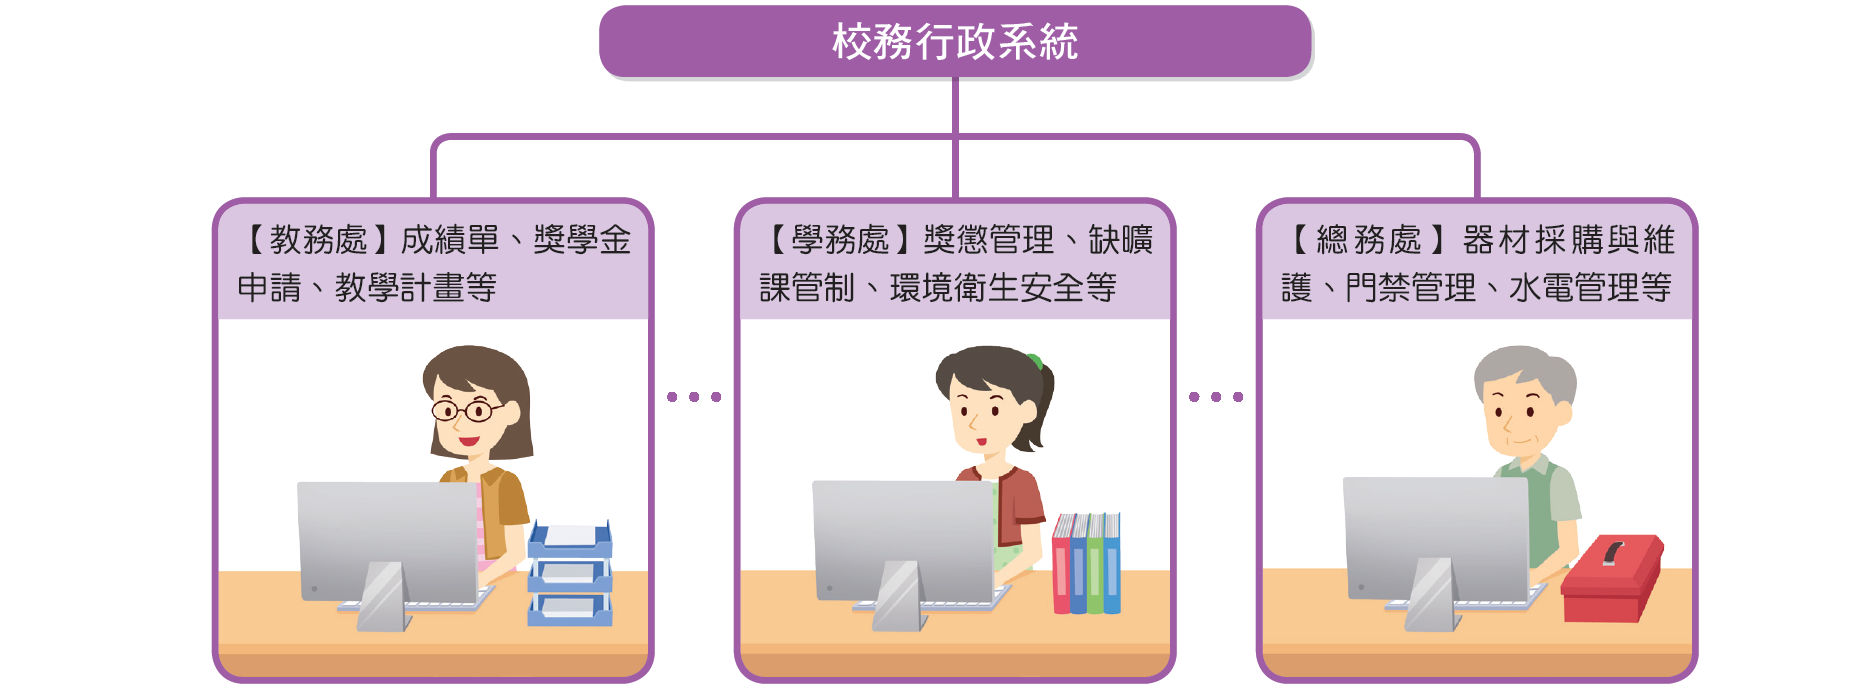 校務行政系統
【教務處】成績單、獎學金
申請、教學計畫等
【學務處】獎懲管理、缺曠
課管制、環境衛生安全等
【總務處】器材採購與維
護、門禁管理、水電管理等